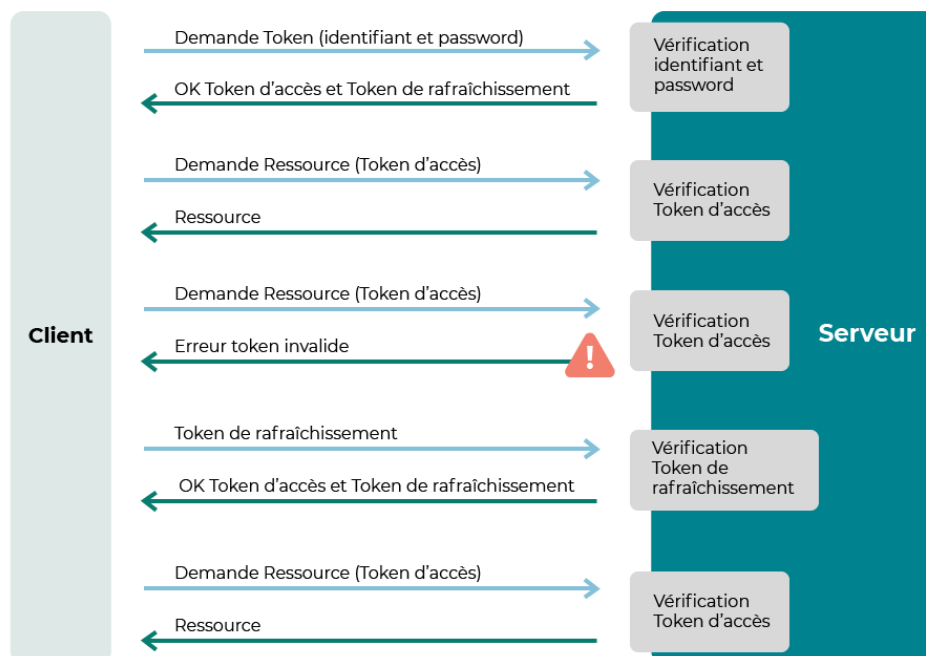 Demande Token (identifiant et password)
Vérification
identifiant et
password
OK Token d'accès et Token de rafraîchissement
Demande Ressource (Token d'accès)
Vérification
Token d'accès
Ressource
Demande Ressource (Token d'accès)
Vérification
Token d'accès
Client
Serveur
Erreur token invalide
!
Token de rafraîchissement
Vérification
Token de
rafraîchissement
OK Token d'accès et Token de rafraîchissement
Demande Ressource (Token d'accès)
Vérification
Token d'accès
Ressource